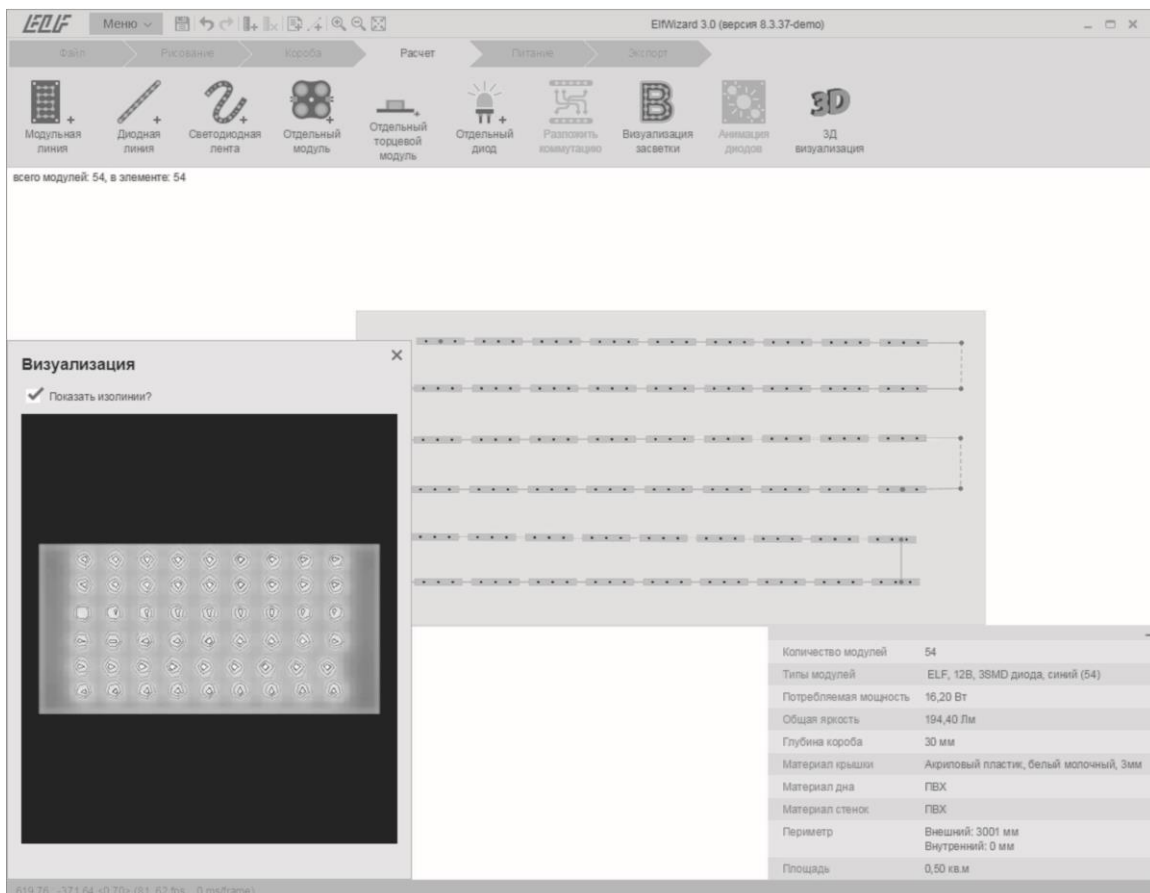 ELF Меню ElfWizard 3.0 (версия 8.3.37-demo)
Файл Рисование Короба Расчет Питание Экспорт
Модульная линия
Диодная линия
Светодиодная лента
Отдельный модуль
Отдельный торцевой модуль
Отдельный диод
Разложить коммутацию
Визуализация засветки
Анимация диодов
3D
3Д визуализация
всего модулей: 54, в элементе: 54
Визуализация
Показать изолинии?
Количество модулей 54
Типы модулей ELF, 12В, 3SMD диода, синий (54)
Потребляемая мощность 16,20 Вт
Общая яркость 194,40 Лм
Глубина короба 30 мм
Материал крышки Акриловый пластик, белый молочный, 3мм
Материал дна ПВХ
Материал стенок ПВХ
Периметр Внешний: 3001 мм
Внутренний: 0 мм
Площадь 0,50 кв.м